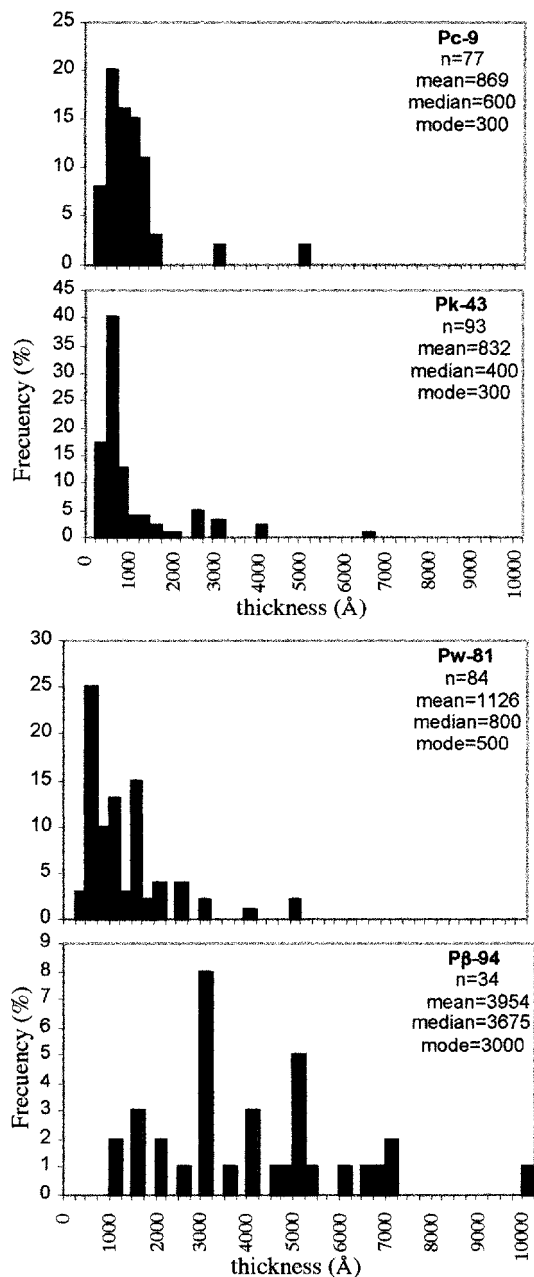 25
20
15
10
5
0
Pc-9
n=77
mean=869
median=600
mode=300
45
40
35
30
25
20
15
10
5
0
Pk-43
n=93
mean=832
median=400
mode=300
Frecuency (%)
0 1000 2000 3000 4000 5000 6000 7000 8000 9000 10000
thickness (Å)
30
25
20
15
10
5
0
Pw-81
n=84
mean=1126
median=800
mode=500
9
8
7
6
5
4
3
2
1
0
Pβ-94
n=34
mean=3954
median=3675
mode=3000
Frecuency (%)
0 1000 2000 3000 4000 5000 6000 7000 8000 9000 10000
thickness (Å)